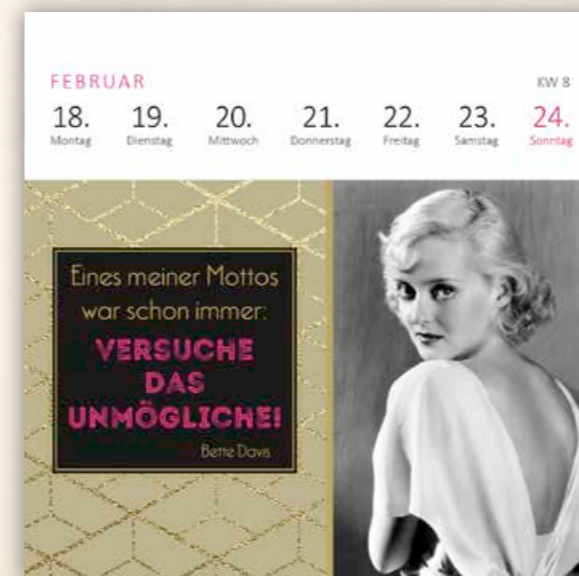 FEBRUAR KW 8
18. 19. 20. 21. 22. 23. 24.
Montag Dienstag Mittwoch Donnerstag Freitag Samstag Sonntag
Eines meiner Mottos
war schon immer:
VERSUCHE
DAS
UNMÖGLICHE!
Bette Davis